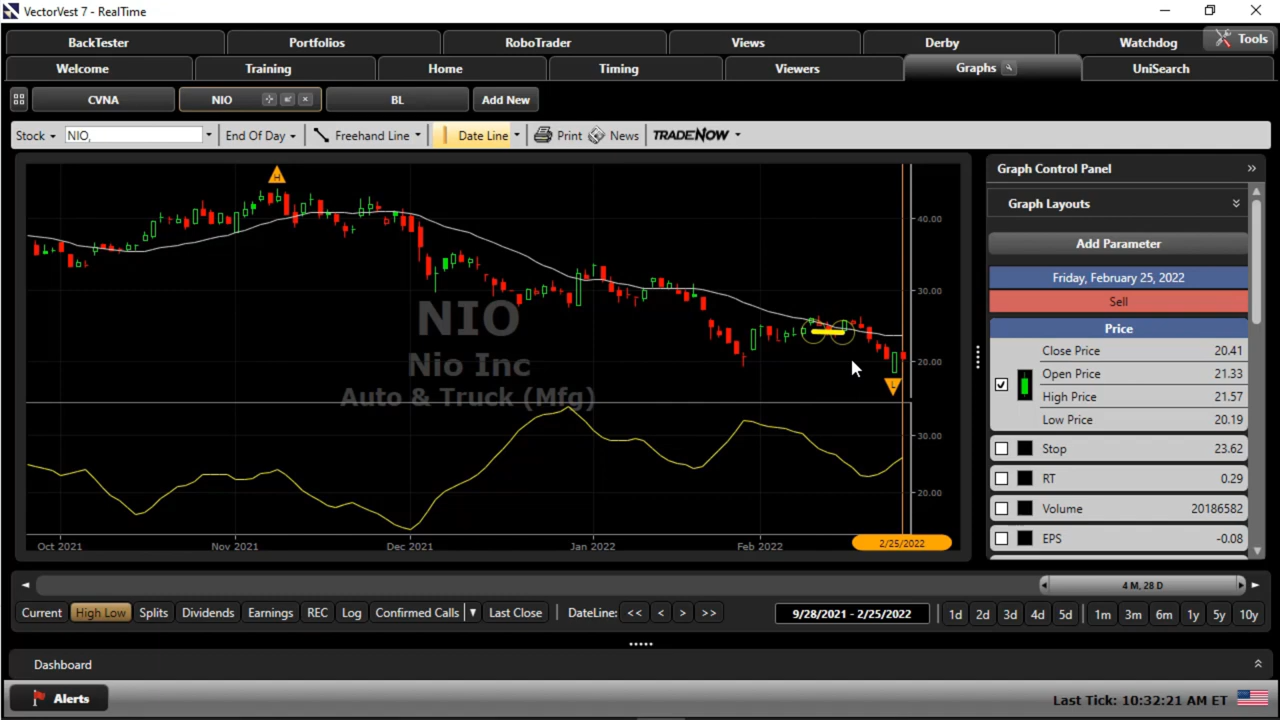 VectorVest 7 - RealTime
BackTester Portfolios RoboTrader Views Derby Watchdog Tools
Welcome Training Home Timing Viewers Graphs UniSearch
CVNA NIO BL Add New
Stock NIO, End Of Day Freehand Line Date Line Print News TRADENOW
H
40.00
30.00
20.00
NIO
Nio Inc
Auto & Truck (Mfg)
L
30.00
20.00
Oct 2021 Nov 2021 Dec 2021 Jan 2022 Feb 2022 2/25/2022
Graph Control Panel
Graph Layouts
Add Parameter
Friday, February 25, 2022
Sell
Price
Close Price 20.41
Open Price 21.33
High Price 21.57
Low Price 20.19
Stop 23.62
RT 0.29
Volume 20186582
EPS -0.08
4 M, 28 D
Current High Low Splits Dividends Earnings REC Log Confirmed Calls Last Close DateLine: << < > >> 9/28/2021 - 2/25/2022 1d 2d 3d 4d 5d 1m 3m 6m 1y 5y 10y
Dashboard
Alerts Last Tick: 10:32:21 AM ET